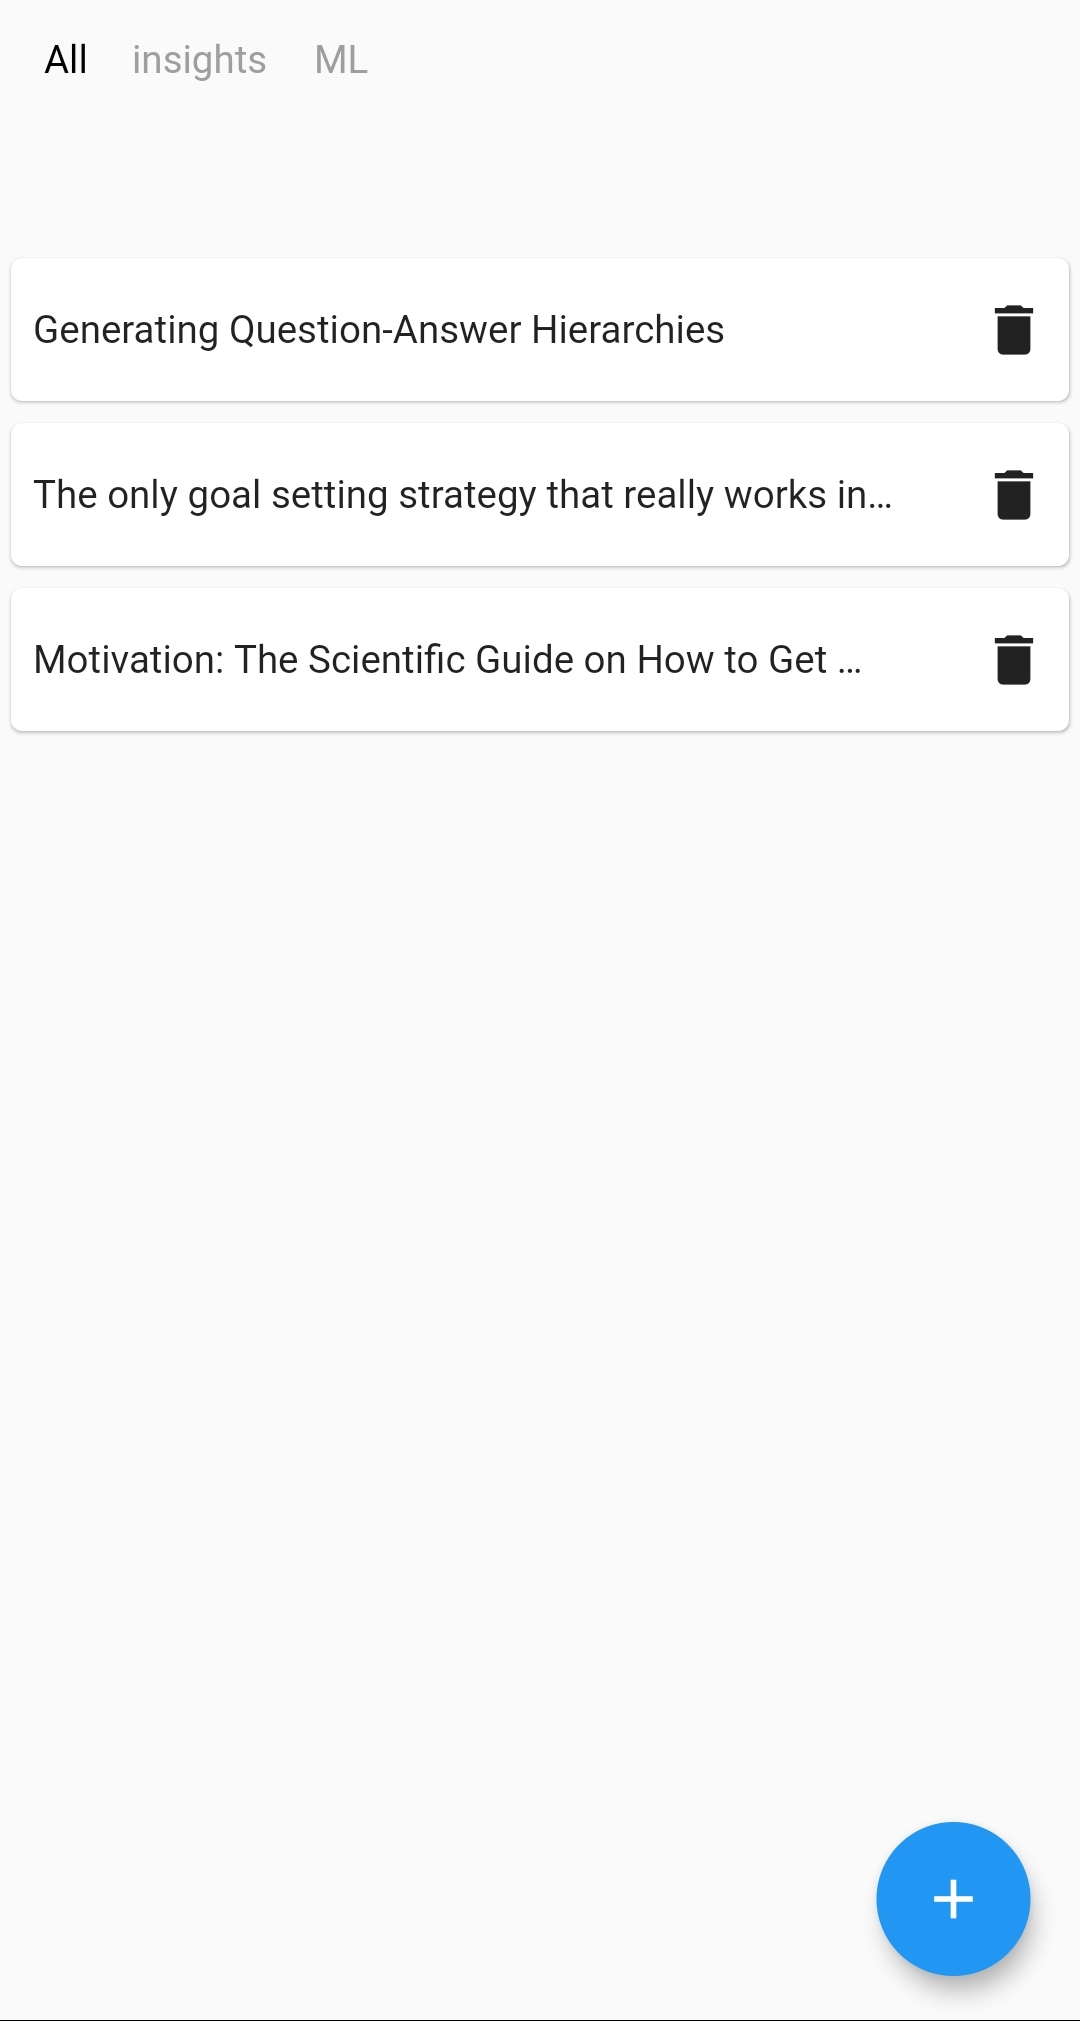 All insights ML
Generating Question-Answer Hierarchies
The only goal setting strategy that really works in...
Motivation: The Scientific Guide on How to Get ...